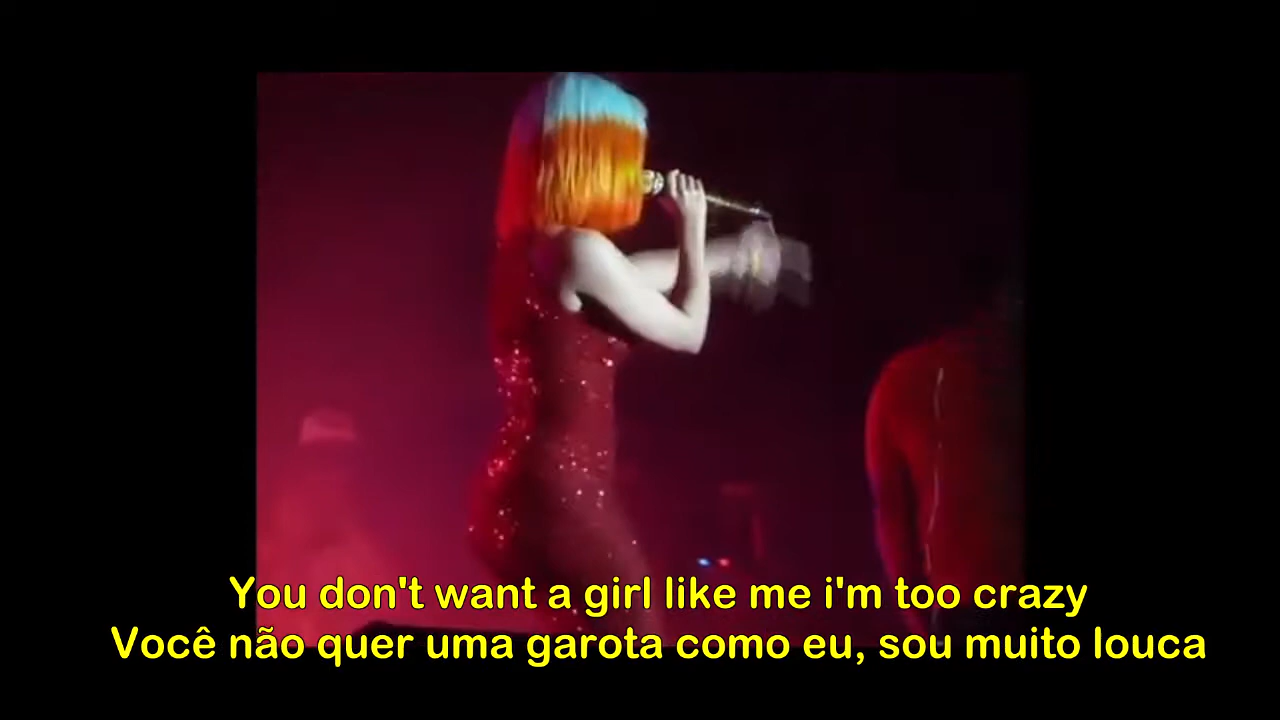 You don't want a girl like me i'm too crazy
Você não quer uma garota como eu, sou muito louca